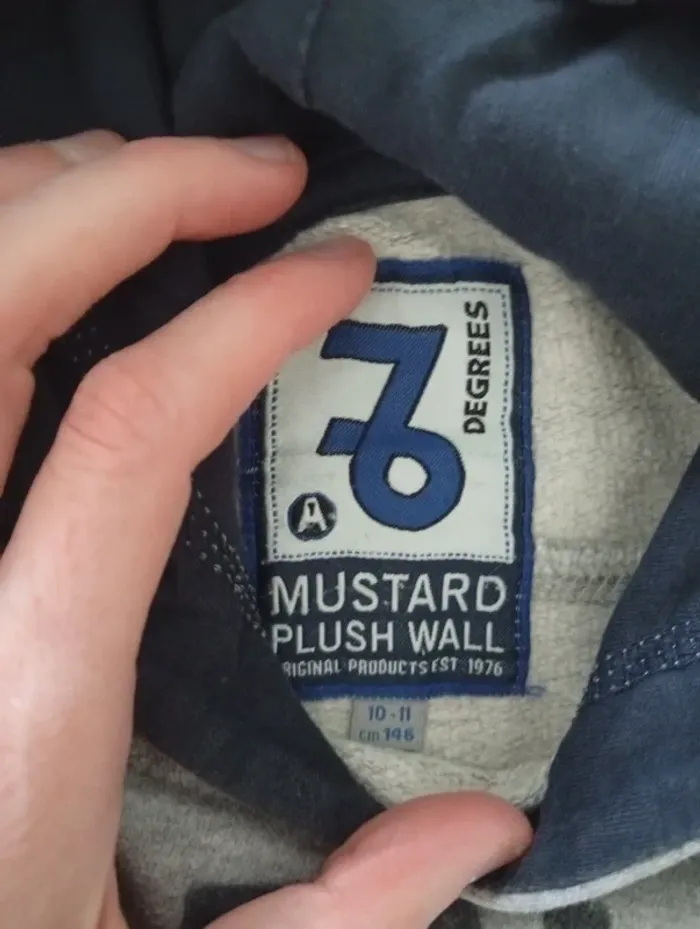 76
DEGREES
A
MUSTARD
PLUSH WALL
RIGINAL PRODUCTS EST 1976
10-11
cm 146